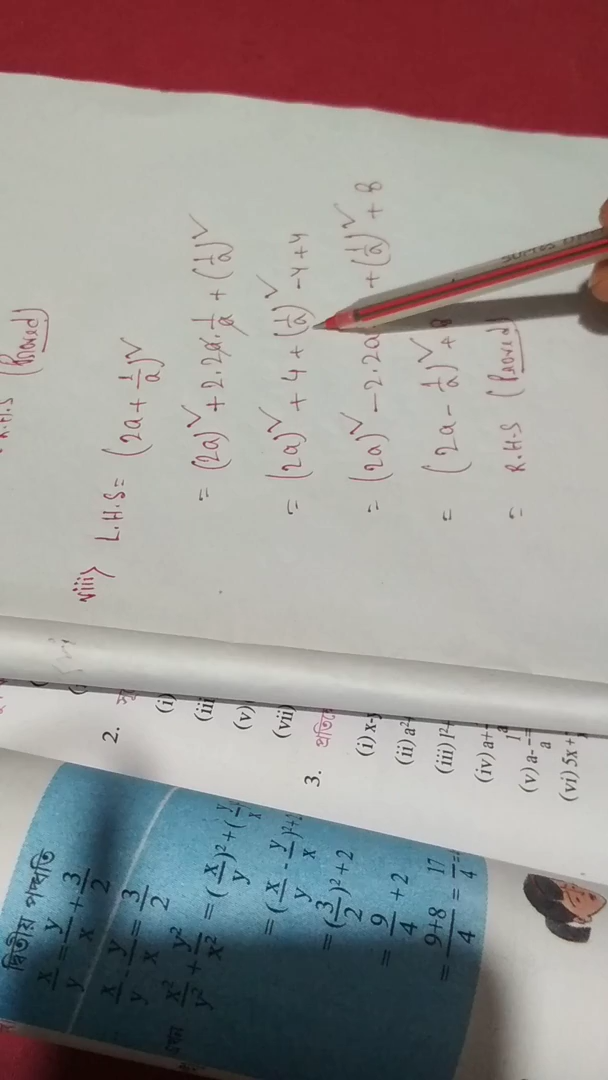 R.H.S (Proved)
viii> L.H.S = (2a + 1/a)²
= (2a)² + 2.2a.1/a + (1/a)²
= (2a)² + 4 + (1/a)² - 4 + 4
= (2a)² - 2.2a + (1/a)² + 8
= (2a - 1/a)² + 8
= R.H.S (Proved)
2.
(i)
(iii
(v)
(vii)
3.
(i) x-
(ii) a²
(iii) l²
(iv) a+
(v) a-
(vi) 5x +
দ্বিতীয় পদ্ধতি
x/y = y/x + 3/2
x/y - y/x = 3/2
x²/y² + y²/x² = (x/y)² + (y/x
= (x/y - y/x)² +2
= (3/2)² + 2
= 9/4 + 2
= 9+8/4 = 17/4 =